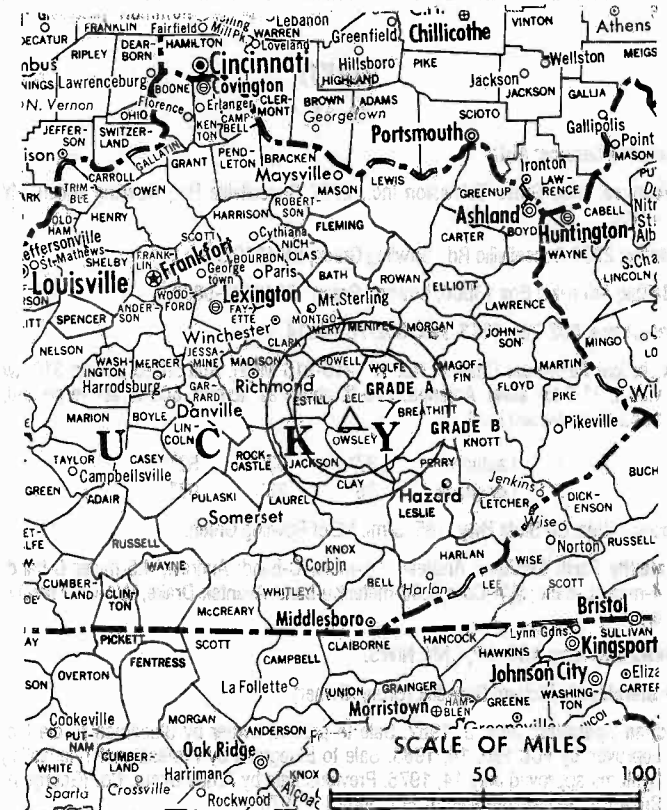 FRANKLIN Fairfield WARREN Lebanon
Greenfield Chillicothe VINTON Athens
DECATUR RIPLEY DEAR-
BORN HAMILTON Loveland
Cincinnati Hillsboro PIKE Wellston MEIGS
Lawrenceburg HIGHLAND Jackson
NINGS BOONE Covington JACKSON GALLIA
N. Vernon Florence Erlanger CLER-
MONT BROWN ADAMS
OHIO KEN-
TON CAMP
BELL Georgetown SCIOTO Gallipolis
JEFFER-
SON SWITZER-
LAND Portsmouth Point
GALLATIN GRANT PEND-
LETON BRACKEN MASON
CARROLL Maysville LEWIS Ironton
TRIM-
BLE OWEN MASON GREENUP LAW-
RENCE
HENRY ROBERT-
SON Ashland CABELL
OLD
HAM HARRISON FLEMING BOYD Huntington
SCOTT Cynthiana CARTER WAYNE
effersonville NICH-
OLAS
St-Mathews SHELBY FRANK-
LIN Frankfort BOURBON
Louisville George
town Paris BATH ROWAN ELLIOTT LINCOLN
WOOD
FORD Lexington Mt.Sterling LAWRENCE
SPENCER ANDER-
SON FAY-
ETTE MONTGO
MERY MENIFEE MORGAN JOHN-
SON MINGO
NELSON Winchester CLARK
WASH-
INGTON MERCER JESSA-
MINE MADISON POWELL WOLFE MAGOF-
FIN MARTIN
Harrodsburg GAR-
RARD Richmond ESTILL LEE GRADE A FLOYD PIKE
MARION BOYLE Danville BREATHITT Pikeville
LIN-
COLN OWSLEY GRADE B KNOTT
U C K Y
TAYLOR CASEY ROCK-
CASTLE JACKSON PERRY
Campbellsville CLAY Jenkins BUCH
GREEN ADAIR PULASKI LAUREL Hazard LETCHER DICK-
ENSON
Somerset LESLIE Wise
RUSSELL KNOX Norton RUSSELL
WAYNE Corbin HARLAN WISE
CUMBER-
LAND CLIN-
TON WHITLEY BELL Harlan LEE SCOTT
McCREARY Middlesboro Bristol
PICKETT SCOTT CLAIBORNE HANCOCK Lynn Gdns. SULLIVAN
FENTRESS CAMPBELL HAWKINS Kingsport
OVERTON La Follette UNION GRAINGER Johnson City Eliza
Morristown HAM-
BLEN GREENE WASHING-
TON CARTER
Cookeville MORGAN ANDERSON Greeneville
PUT-
NAM Oak Ridge SCALE OF MILES
WHITE CUMBER-
LAND Harriman KNOX 0 50 100
Sparta Crossville Rockwood Alcoa